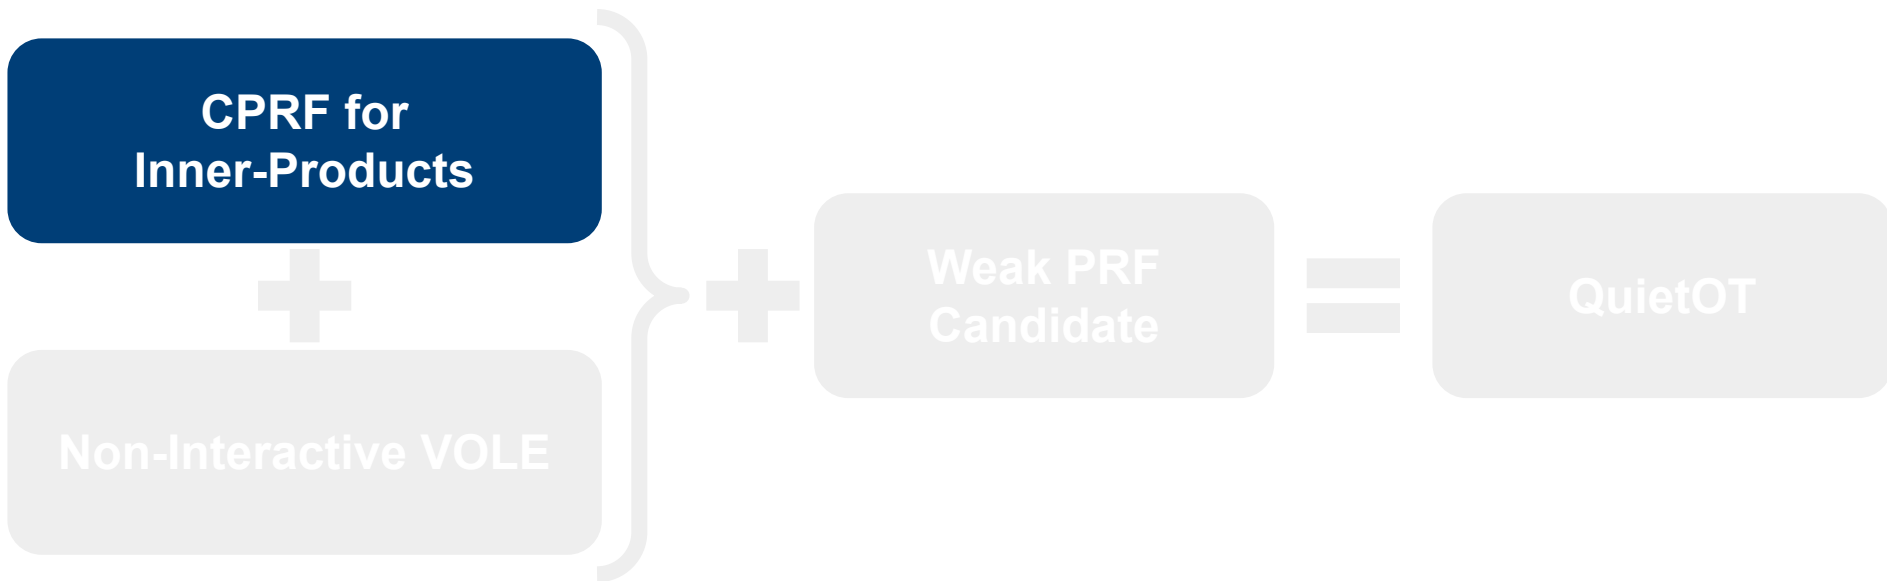 CPRF for
Inner-Products
Non-Interactive VOLE
Weak PRF
Candidate
QuietOT